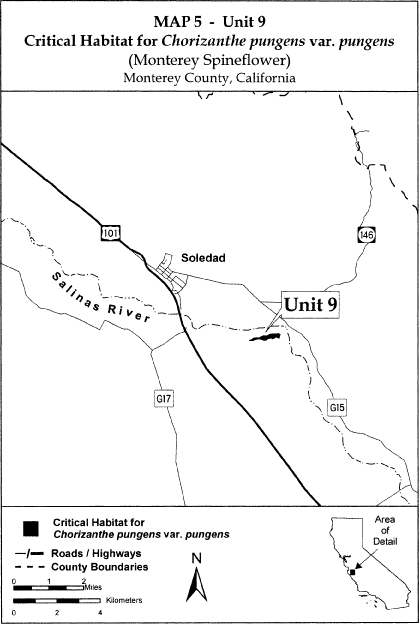 MAP 5 - Unit 9
Critical Habitat for Chorizanthe pungens var. pungens
(Monterey Spineflower)
Monterey County, California
101
Soledad
146
Salinas River
Unit 9
G17
G15
Critical Habitat for
Chorizanthe pungens var. pungens
Roads / Highways
County Boundaries
0 2 4
Miles
Kilometers
0 2 4
N
Area
of
Detail